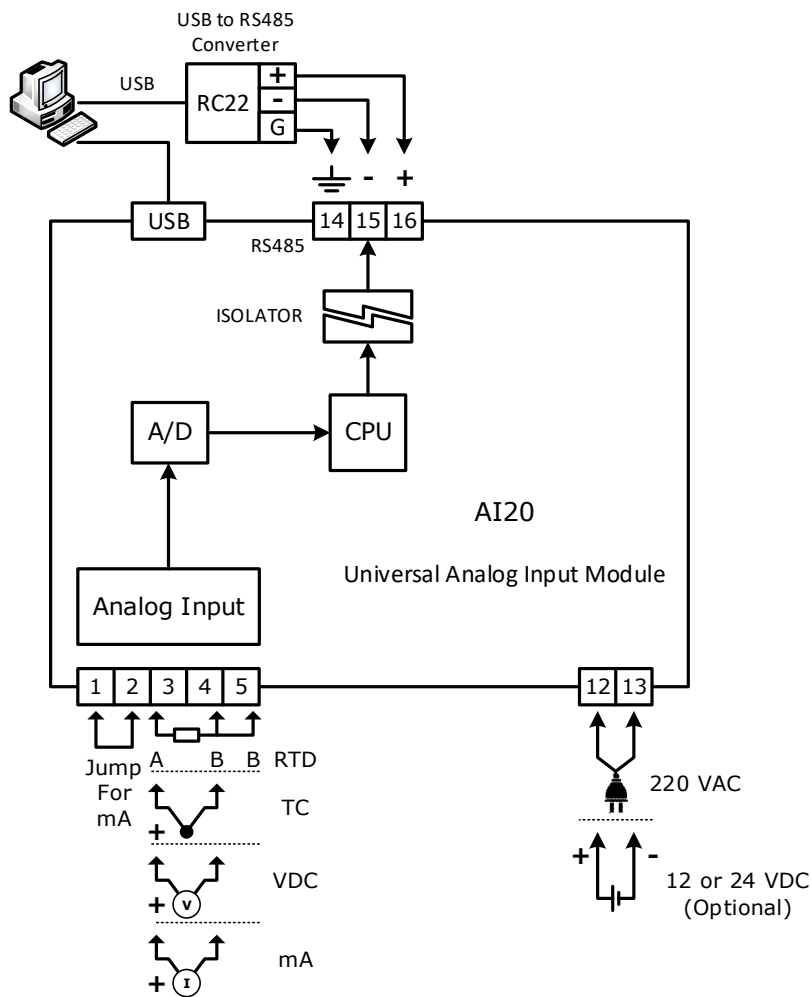 USB to RS485
Converter
USB
RC22
+
-
G
- +
USB
14 15 16
RS485
ISOLATOR
A/D
CPU
AI20
Universal Analog Input Module
Analog Input
1 2 3 4 5
12 13
A B B RTD
Jump
For
mA
+
TC
220 VAC
+
V
VDC
+ -
12 or 24 VDC
(Optional)
+
I
mA